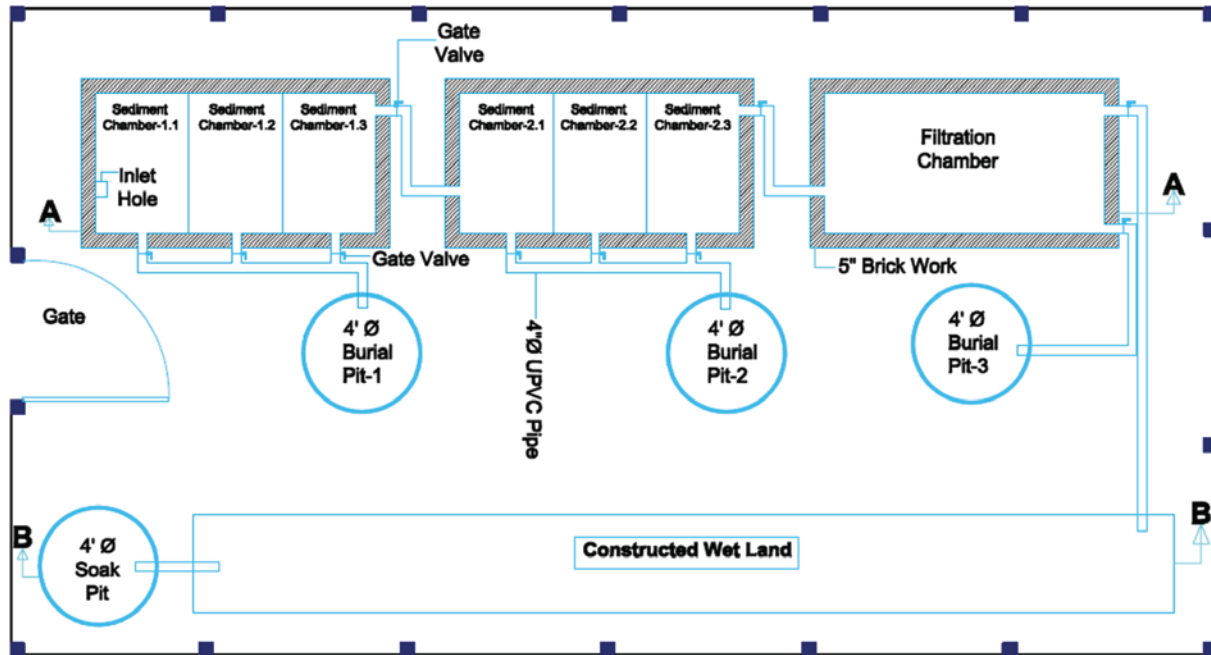 Gate
Valve
Sediment
Chamber-1.1
Sediment
Chamber-1.2
Sediment
Chamber-1.3
Sediment
Chamber-2.1
Sediment
Chamber-2.2
Sediment
Chamber-2.3
Filtration
Chamber
Inlet
Hole
A
A
Gate Valve
5" Brick Work
Gate
4' Ø
Burial
Pit-1
4"Ø UPVC Pipe
4' Ø
Burial
Pit-2
4' Ø
Burial
Pit-3
B
4' Ø
Soak
Pit
Constructed Wet Land
B